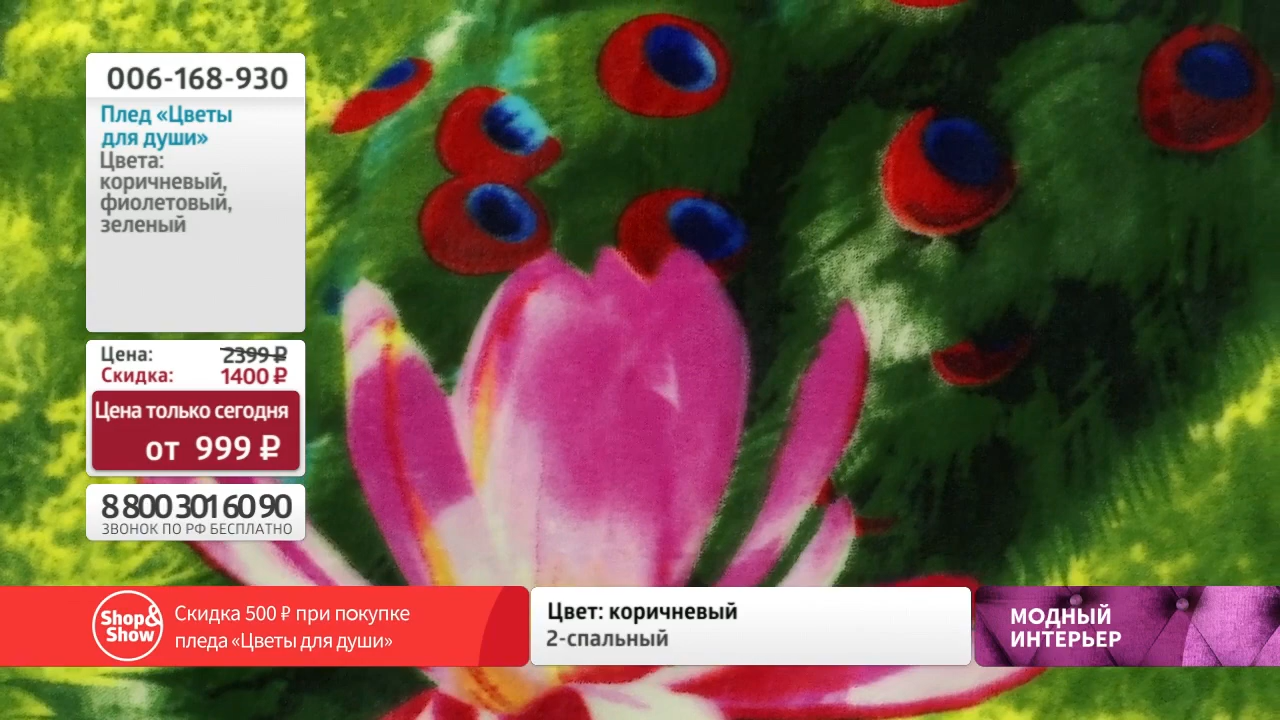 006-168-930
Плед «Цветы
для души»
Цвета:
коричневый,
фиолетовый,
зеленый
Цена: 2399 ₽
Скидка: 1400 ₽
Цена только сегодня
от 999 ₽
8 800 301 60 90
ЗВОНОК ПО РФ БЕСПЛАТНО
Shop&
Show
Скидка 500 ₽ при покупке
пледа «Цветы для души»
Цвет: коричневый
2-спальный
МОДНЫЙ
ИНТЕРЬЕР